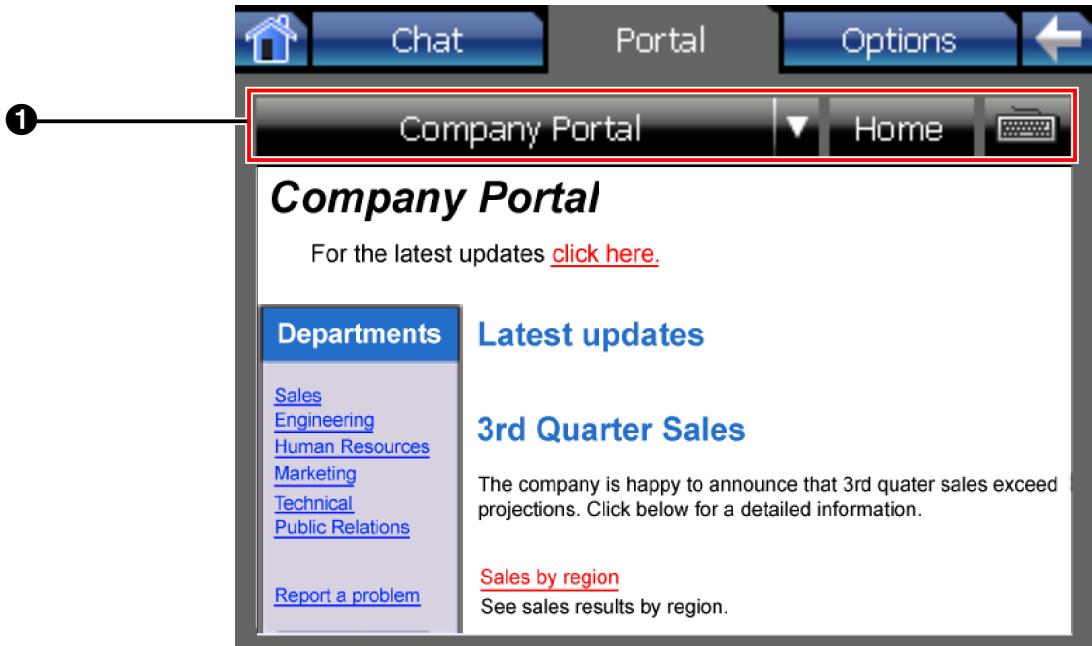 Chat Portal Options
❶
Company Portal Home
Company Portal
For the latest updates click here.
Departments
Sales
Engineering
Human Resources
Marketing
Technical
Public Relations
Report a problem
Latest updates
3rd Quarter Sales
The company is happy to announce that 3rd quater sales exceed
projections. Click below for a detailed information.
Sales by region
See sales results by region.